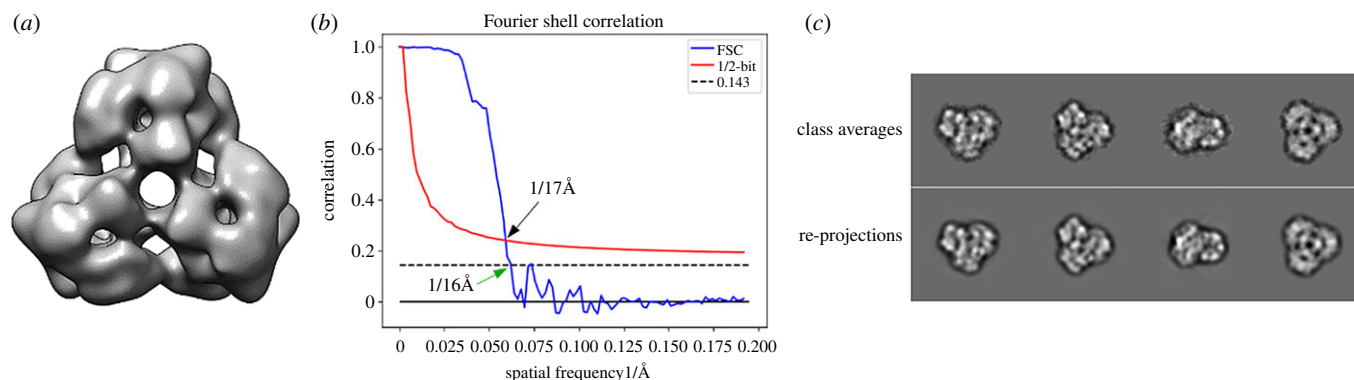 (a)
(b)
Fourier shell correlation
1.0
0.8
0.6
0.4
0.2
0
correlation
FSC
1/2-bit
0.143
1/17Å
1/16Å
0
0.025
0.050
0.075
0.100
0.125
0.150
0.175
0.200
spatial frequency1/Å
(c)
class averages
re-projections